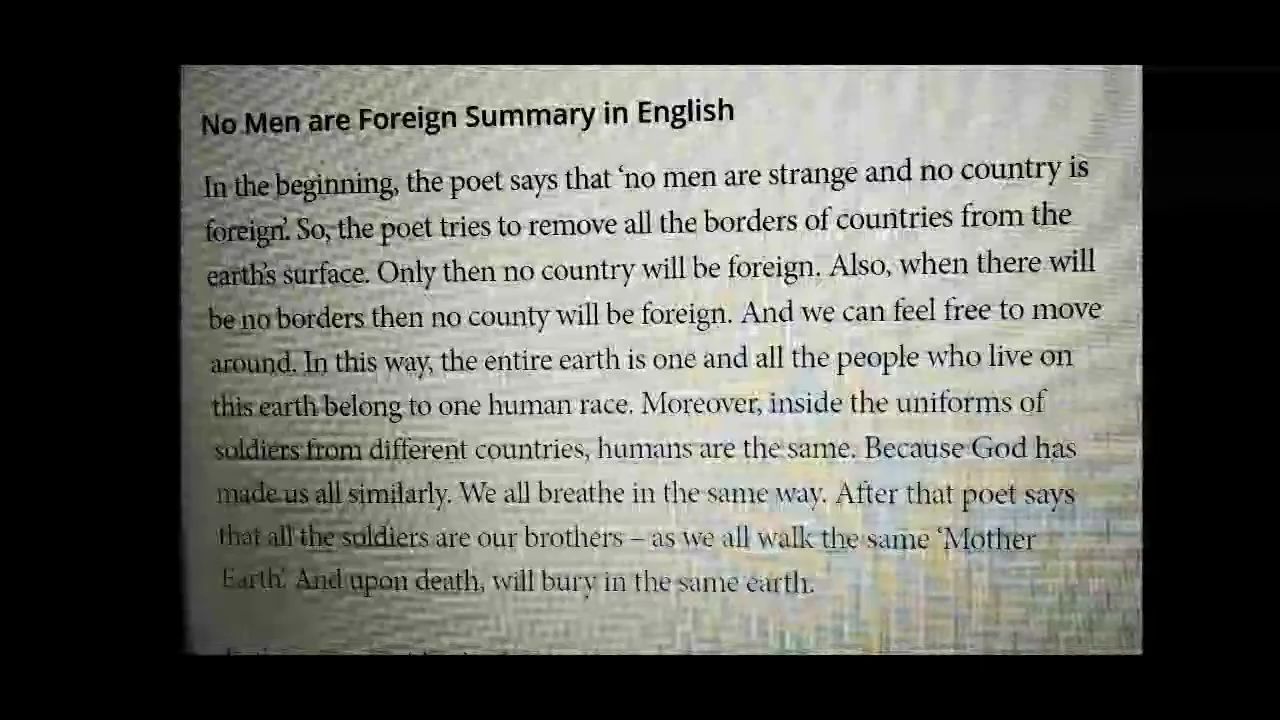 No Men are Foreign Summary in English
In the beginning, the poet says that ‘no men are strange and no country is
foreign’. So, the poet tries to remove all the borders of countries from the
earth’s surface. Only then no country will be foreign. Also, when there will
be no borders then no county will be foreign. And we can feel free to move
around. In this way, the entire earth is one and all the people who live on
this earth belong to one human race. Moreover, inside the uniforms of
soldiers from different countries, humans are the same. Because God has
made us all similarly. We all breathe in the same way. After that poet says
that all the soldiers are our brothers – as we all walk the same ‘Mother
Earth’. And upon death, will bury in the same earth.